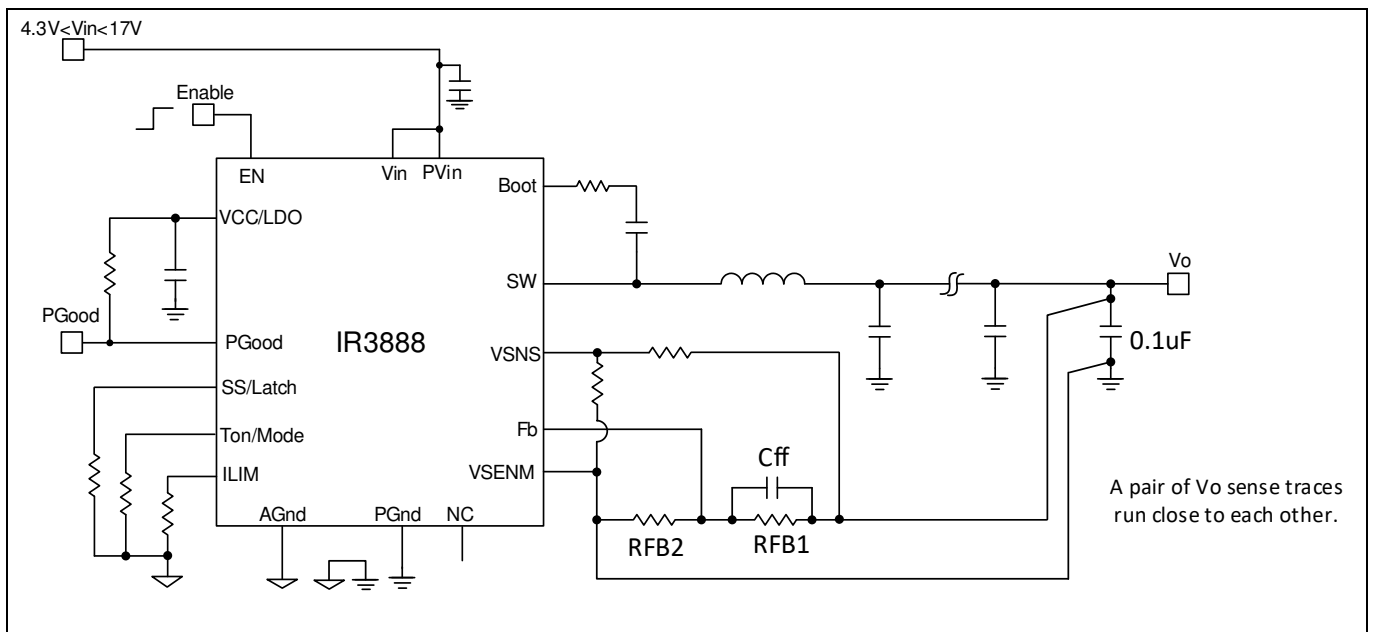 4.3V<Vin<17V
Enable
EN
Vin
PVin
Boot
VCC/LDO
SW
Vo
PGood
PGood
IR3888
VSNS
0.1uF
SS/Latch
Ton/Mode
Fb
ILIM
VSENM
Cff
AGnd
PGnd
NC
RFB2
RFB1
A pair of Vo sense traces
run close to each other.